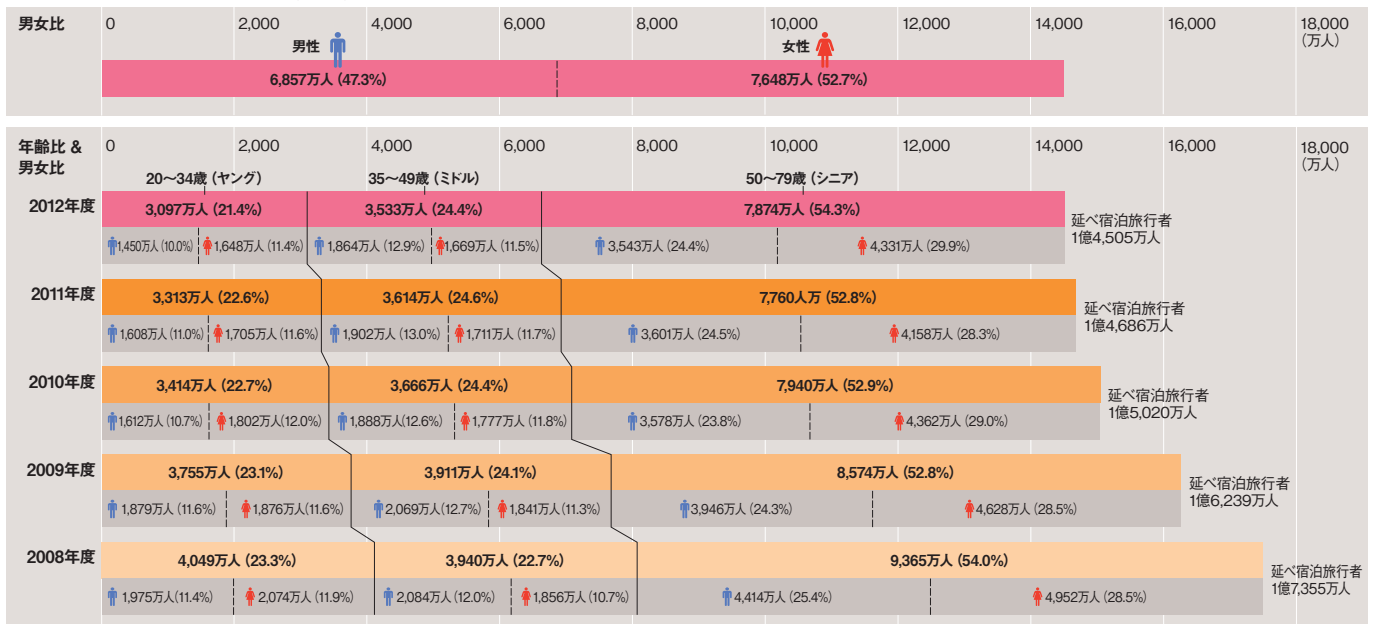 男女比
0 2,000 4,000 6,000 8,000 10,000 12,000 14,000 16,000 18,000
(万人)
男性 女性
6,857万人 (47.3%) 7,648万人 (52.7%)
年齢比 &
男女比
0 2,000 4,000 6,000 8,000 10,000 12,000 14,000 16,000 18,000
(万人)
20〜34歳 (ヤング) 35〜49歳 (ミドル) 50〜79歳 (シニア)
2012年度 3,097万人 (21.4%) 3,533万人 (24.4%) 7,874万人 (54.3%)
1,450万人 (10.0%) 1,648万人 (11.4%) 1,864万人 (12.9%) 1,669万人 (11.5%) 3,543万人 (24.4%) 4,331万人 (29.9%)
延べ宿泊旅行者
1億4,505万人
2011年度 3,313万人 (22.6%) 3,614万人 (24.6%) 7,760人万 (52.8%)
1,608万人 (11.0%) 1,705万人 (11.6%) 1,902万人 (13.0%) 1,711万人 (11.7%) 3,601万人 (24.5%) 4,158万人 (28.3%)
延べ宿泊旅行者
1億4,686万人
2010年度 3,414万人 (22.7%) 3,666万人 (24.4%) 7,940万人 (52.9%)
1,612万人 (10.7%) 1,802万人 (12.0%) 1,888万人 (12.6%) 1,777万人 (11.8%) 3,578万人 (23.8%) 4,362万人 (29.0%)
延べ宿泊旅行者
1億5,020万人
2009年度 3,755万人 (23.1%) 3,911万人 (24.1%) 8,574万人 (52.8%)
1,879万人 (11.6%) 1,876万人 (11.6%) 2,069万人 (12.7%) 1,841万人 (11.3%) 3,946万人 (24.3%) 4,628万人 (28.5%)
延べ宿泊旅行者
1億6,239万人
2008年度 4,049万人 (23.3%) 3,940万人 (22.7%) 9,365万人 (54.0%)
1,975万人 (11.4%) 2,074万人 (11.9%) 2,084万人 (12.0%) 1,856万人 (10.7%) 4,414万人 (25.4%) 4,952万人 (28.5%)
延べ宿泊旅行者
1億7,355万人